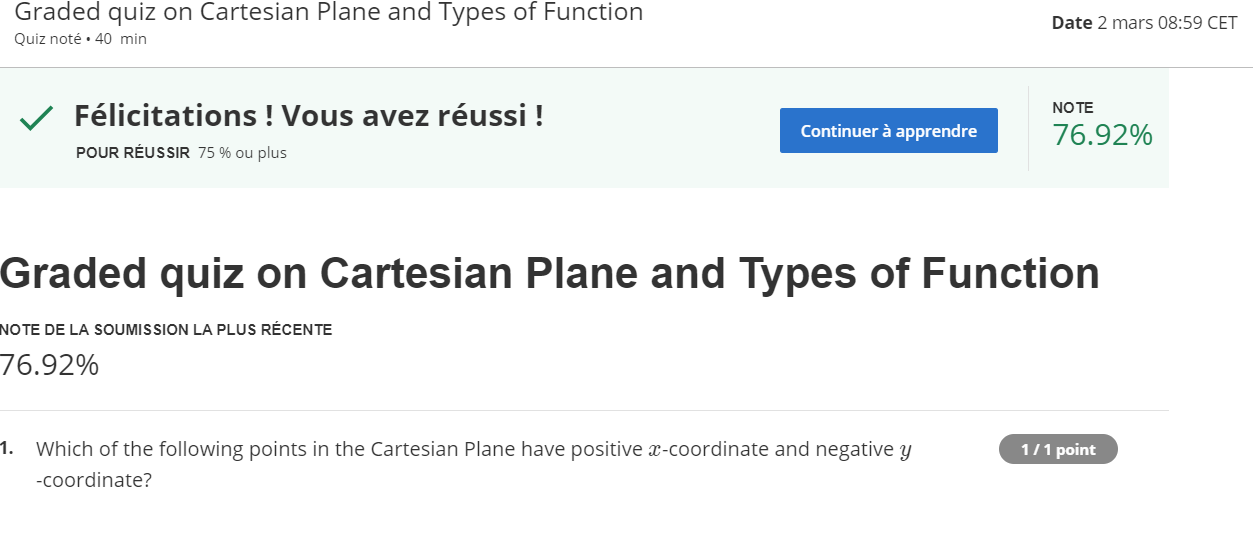 Graded quiz on Cartesian Plane and Types of Function
Quiz noté • 40 min
Date 2 mars 08:59 CET
Félicitations ! Vous avez réussi !
POUR RÉUSSIR 75 % ou plus
Continuer à apprendre
NOTE
76.92%
Graded quiz on Cartesian Plane and Types of Function
NOTE DE LA SOUMISSION LA PLUS RÉCENTE
76.92%
1. Which of the following points in the Cartesian Plane have positive x-coordinate and negative y
-coordinate?
1 / 1 point